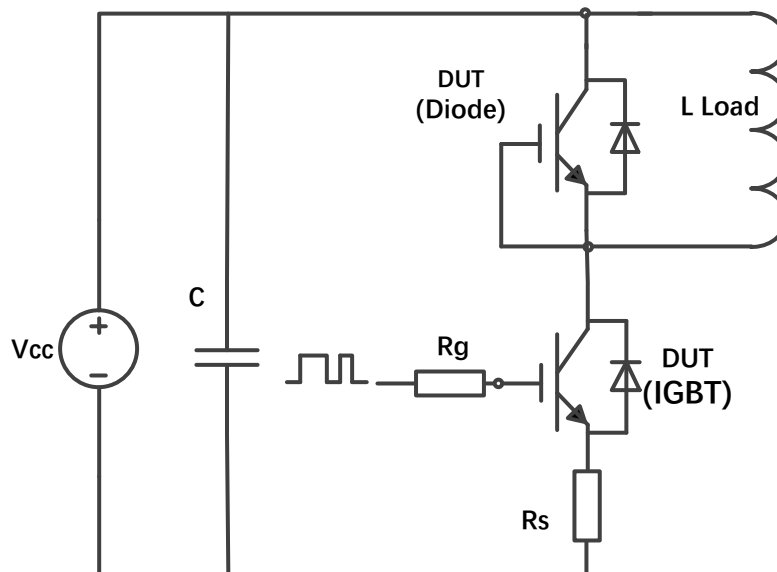 DUT
(Diode)
L Load
C
Vcc
+
−
Rg
DUT
(IGBT)
Rs